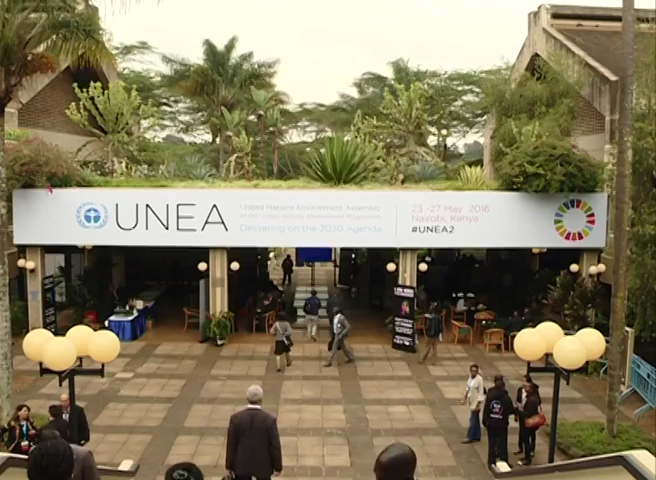 UNEA
United Nations Environment Assembly
of the United Nations Environment Programme
Delivering on the 2030 Agenda
23-27 May 2016
Nairobi, Kenya
#UNEA2